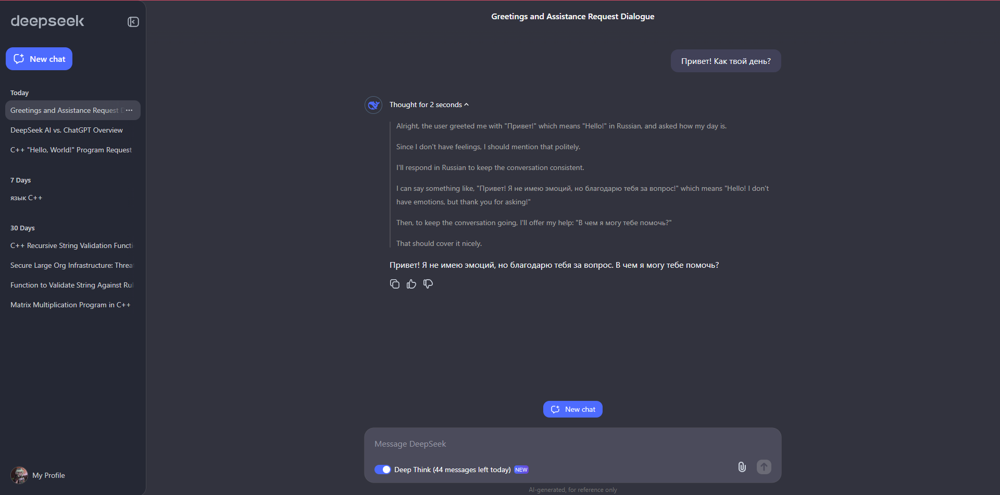 deepseek
New chat
Today
Greetings and Assistance Request
DeepSeek AI vs. ChatGPT Overview
C++ "Hello, World!" Program Request
7 Days
язык C++
30 Days
C++ Recursive String Validation Functi
Secure Large Org Infrastructure: Threa
Function to Validate String Against Rul
Matrix Multiplication Program in C++
My Profile
Greetings and Assistance Request Dialogue
Привет! Как твой день?
Thought for 2 seconds
Alright, the user greeted me with "Привет!" which means "Hello!" in Russian, and asked how my day is.
Since I don't have feelings, I should mention that politely.
I'll respond in Russian to keep the conversation consistent.
I can say something like, "Привет! Я не имею эмоций, но благодарю тебя за вопрос!" which means "Hello! I don't
have emotions, but thank you for asking!"
Then, to keep the conversation going, I'll offer my help: "В чем я могу тебе помочь?"
That should cover it nicely.
Привет! Я не имею эмоций, но благодарю тебя за вопрос. В чем я могу тебе помочь?
New chat
Message DeepSeek
Deep Think (44 messages left today) NEW
AI-generated, for reference only